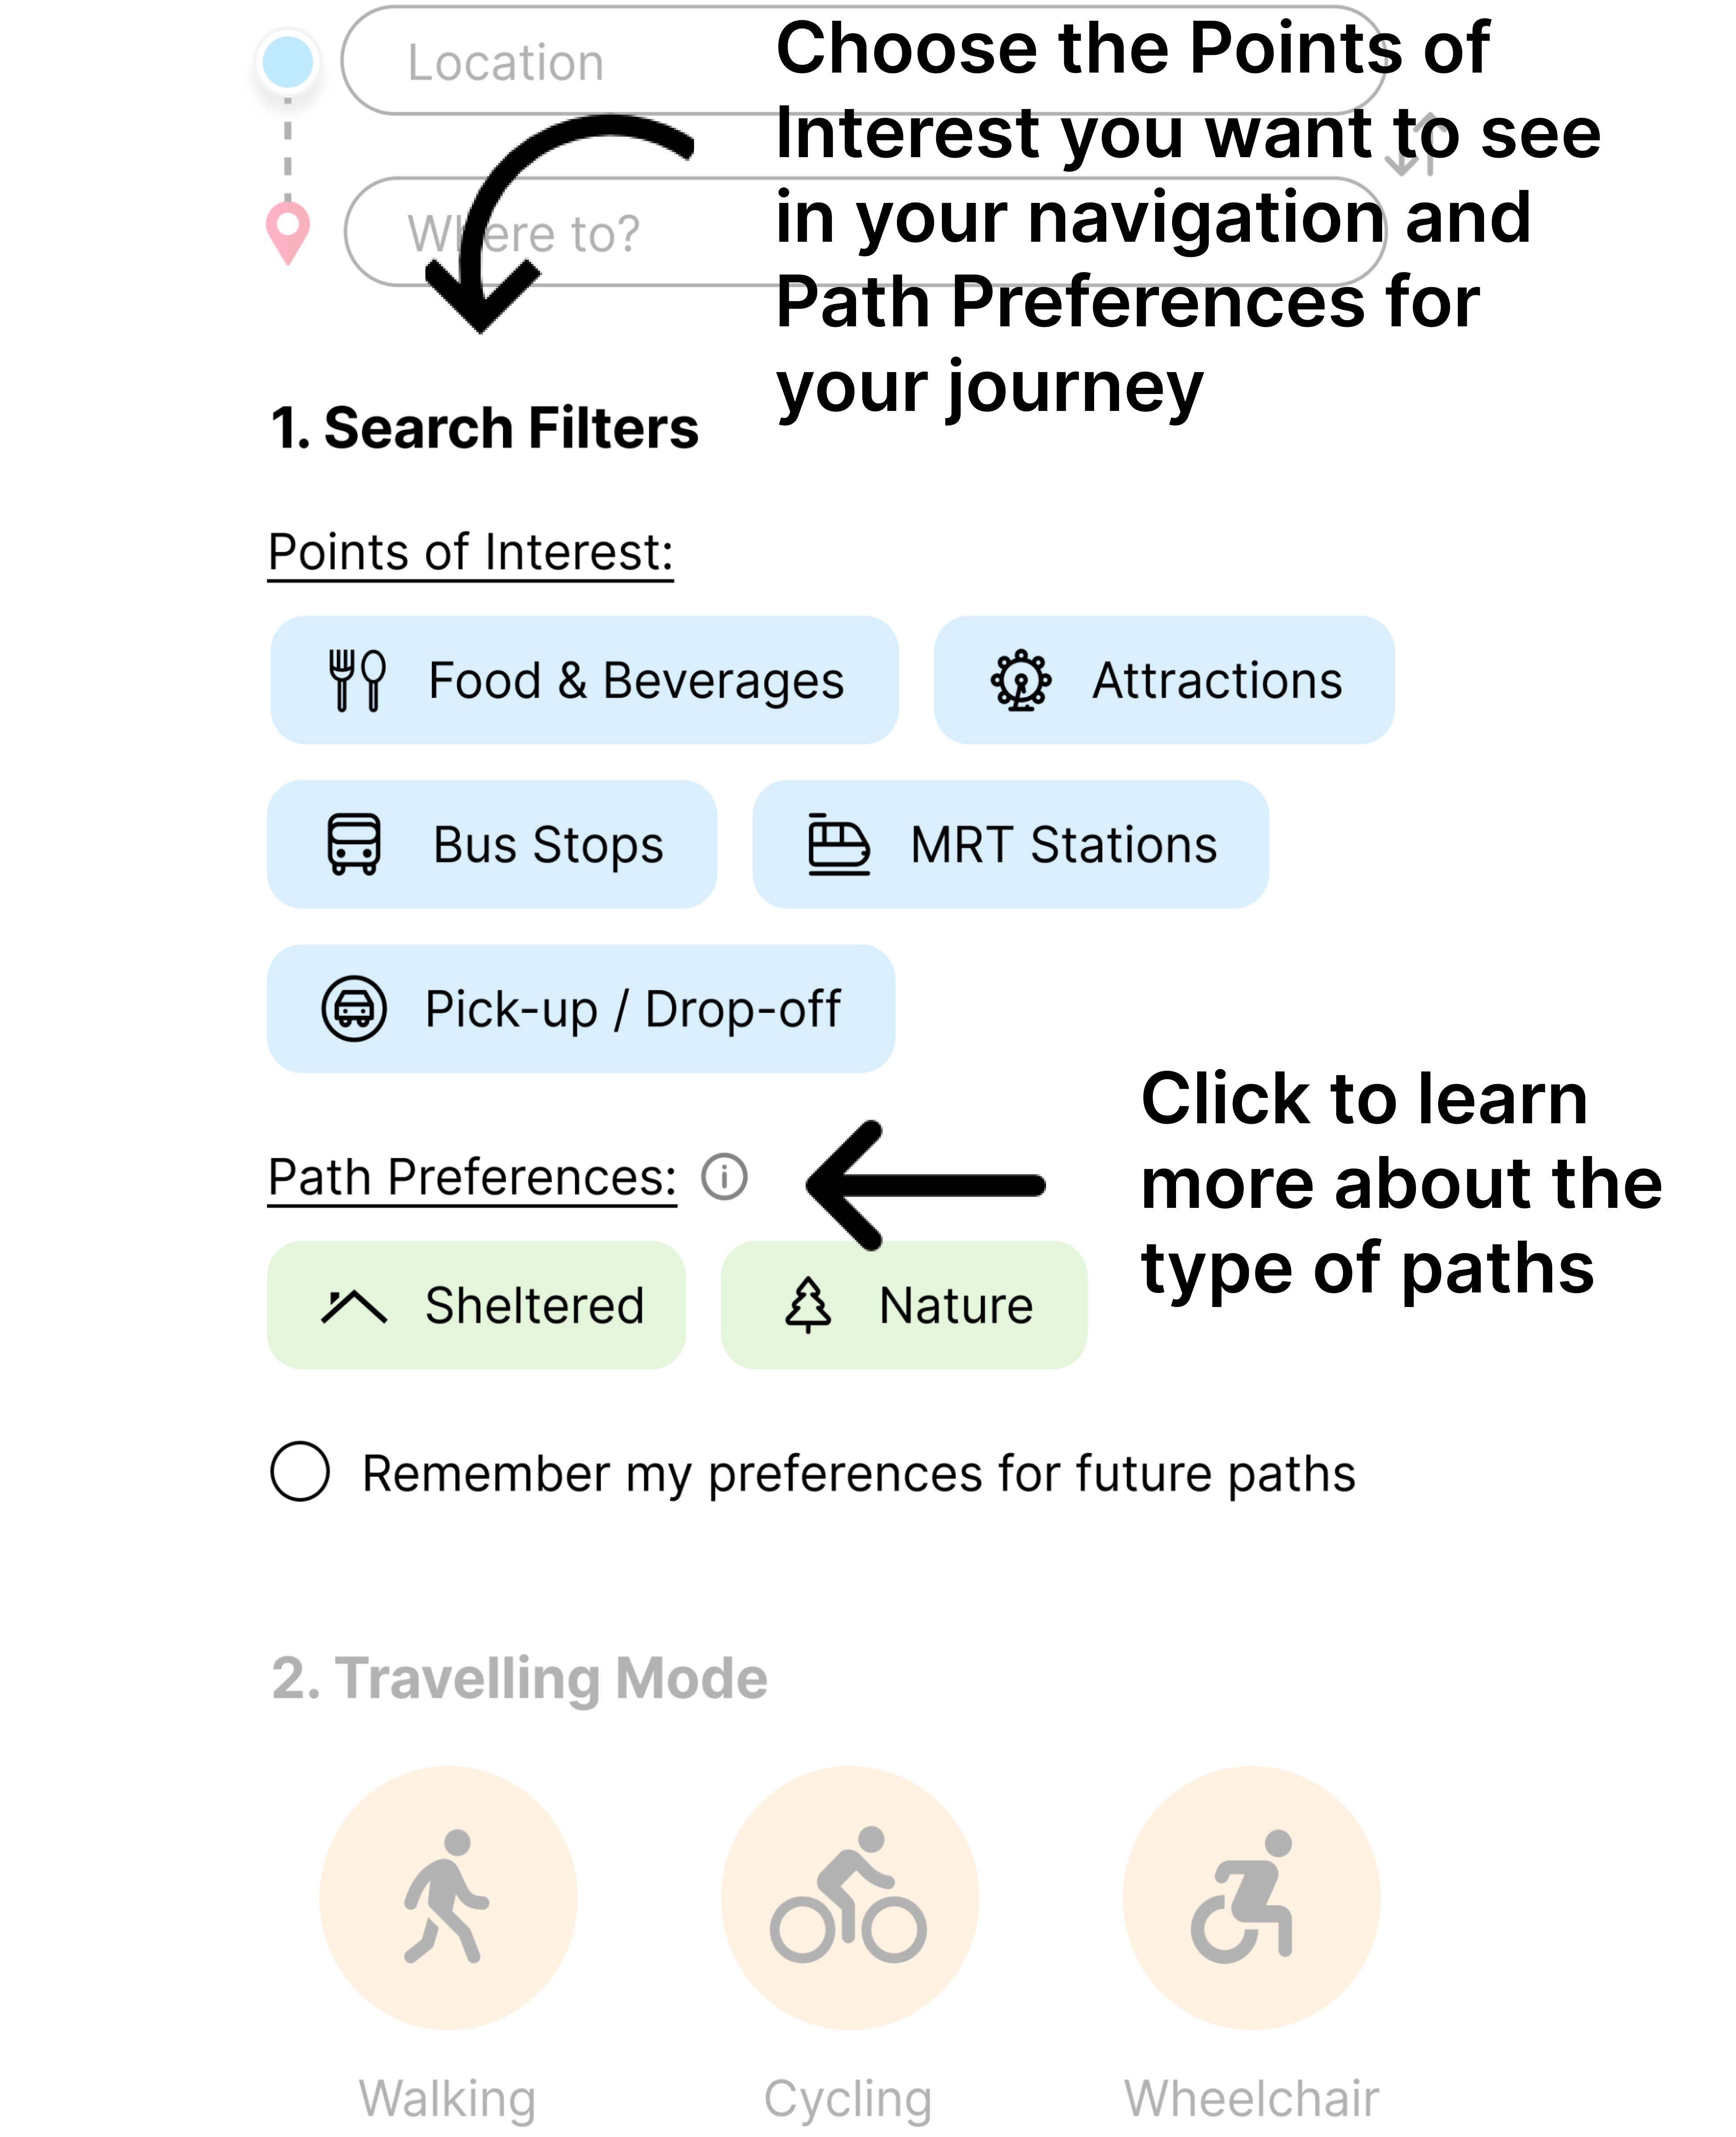 Location
Choose the Points of
Interest you want to see
Where to?
in your navigation and
Path Preferences for
your journey
1. Search Filters
Points of Interest:
Food & Beverages
Attractions
Bus Stops
MRT Stations
Pick-up / Drop-off
Click to learn
more about the
type of paths
Path Preferences:
Sheltered
Nature
Remember my preferences for future paths
2. Travelling Mode
Walking
Cycling
Wheelchair